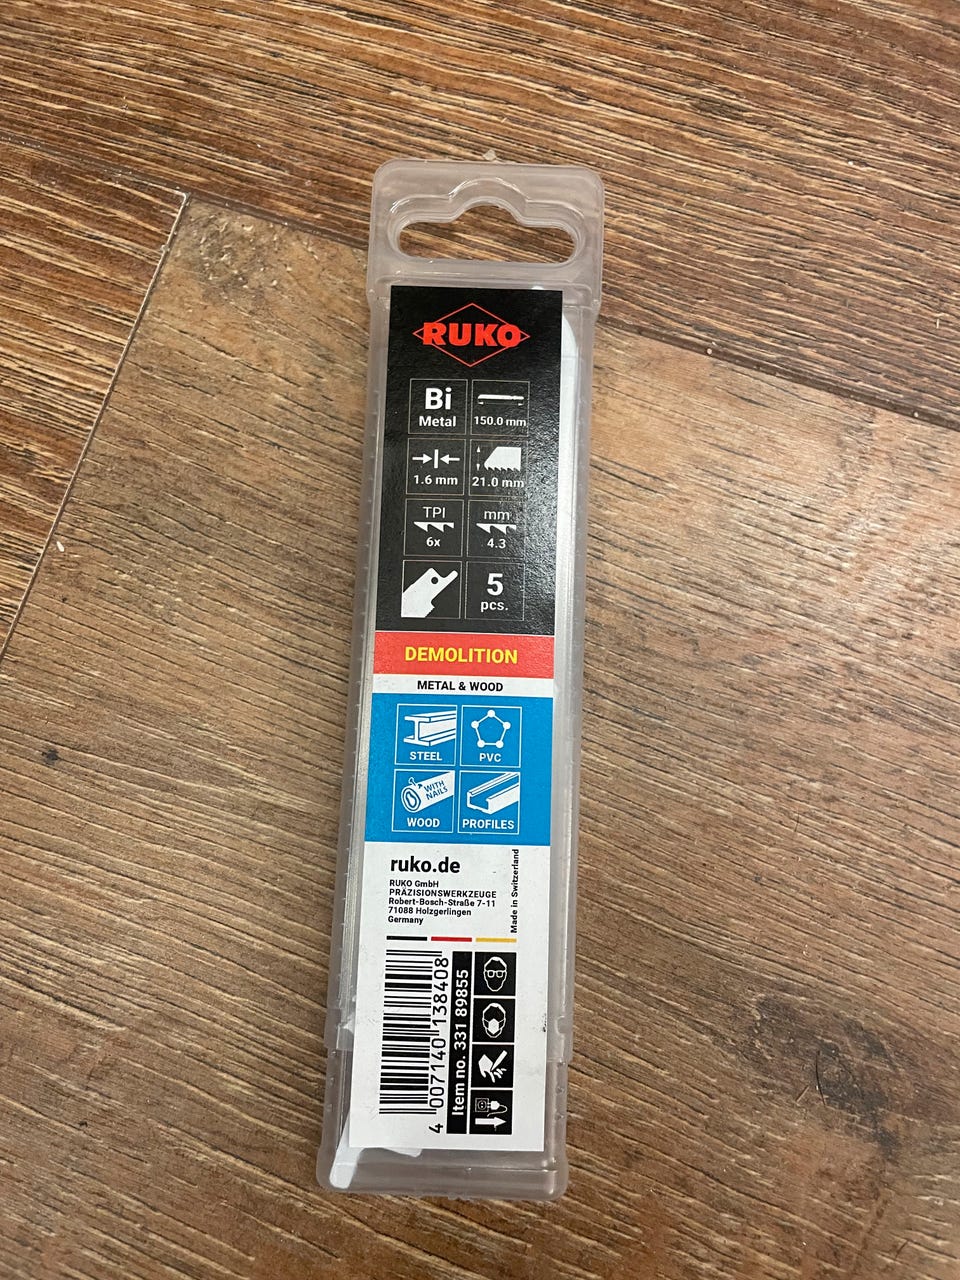 RUKO
Bi
Metal
150.0 mm
1.6 mm
21.0 mm
TPI
6x
mm
4.3
5
pcs.
DEMOLITION
METAL & WOOD
STEEL
PVC
WITH
NAILS
WOOD
PROFILES
ruko.de
RUKO GmbH
PRÄZISIONSWERKZEUGE
Robert-Bosch-Straße 7-11
71088 Holzgerlingen
Germany
Made in Switzerland
4 007140 138408
Item no. 331 89855